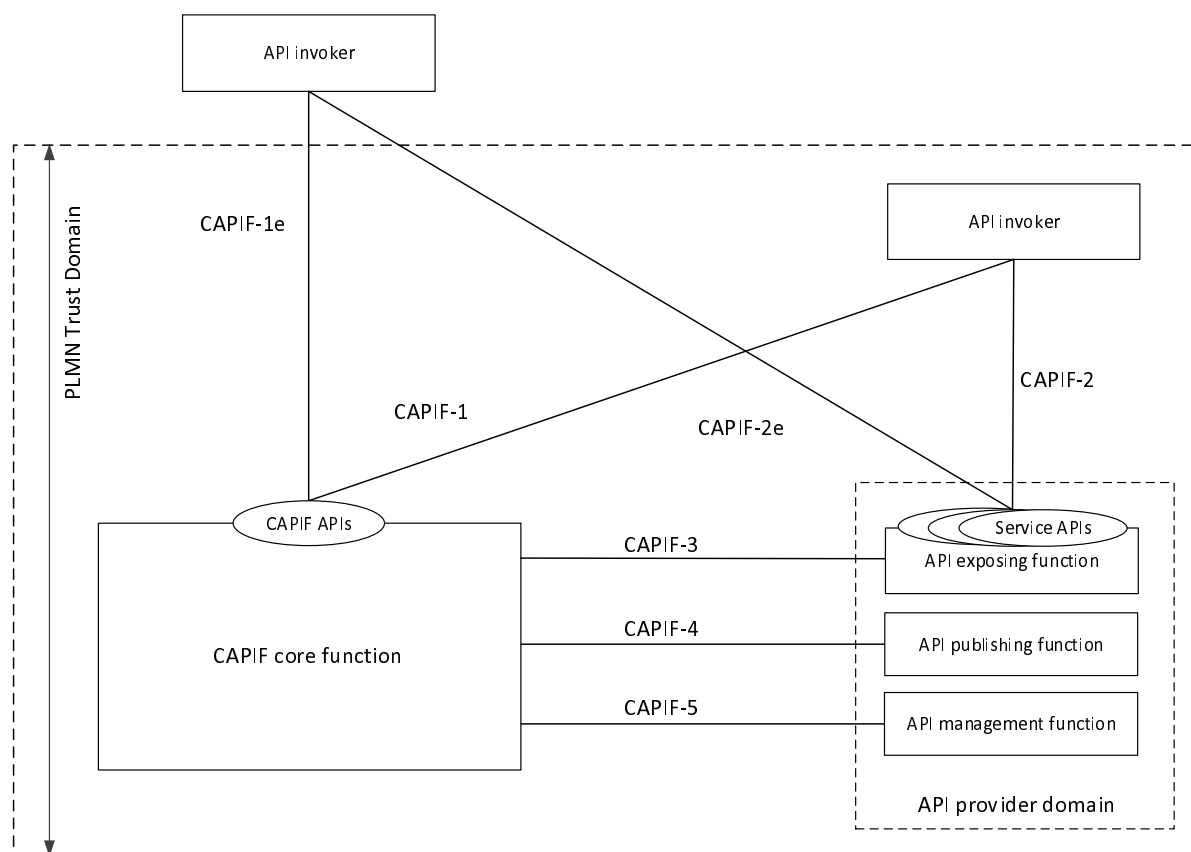 API invoker
CAPIF-1e
API invoker
PLMN Trust Domain
CAPIF-2
CAPIF-1
CAPIF-2e
CAPIF APIs
Service APIs
CAPIF-3
API exposing function
CAPIF-4
API publishing function
CAPIF core function
CAPIF-5
API management function
API provider domain